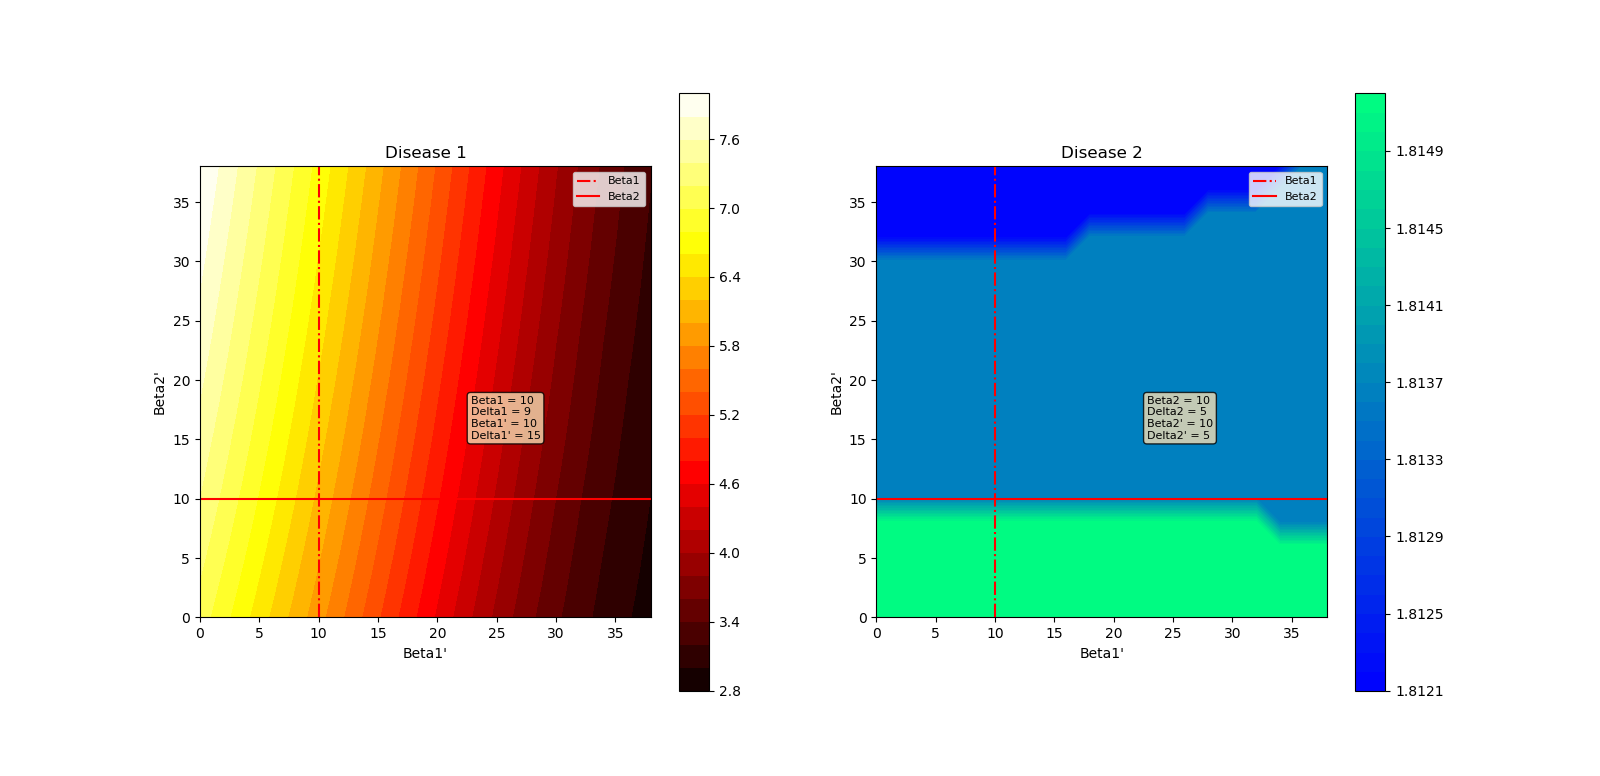 Disease 1
Beta2'
35
30
25
20
15
10
5
0
Beta1
Beta2
Beta1 = 10
Delta1 = 9
Beta1' = 10
Delta1' = 15
0 5 10 15 20 25 30 35
Beta1'
7.6
7.0
6.4
5.8
5.2
4.6
4.0
3.4
2.8
Disease 2
Beta2'
35
30
25
20
15
10
5
0
Beta1
Beta2
Beta2 = 10
Delta2 = 5
Beta2' = 10
Delta2' = 5
0 5 10 15 20 25 30 35
Beta1'
1.8149
1.8145
1.8141
1.8137
1.8133
1.8129
1.8125
1.8121